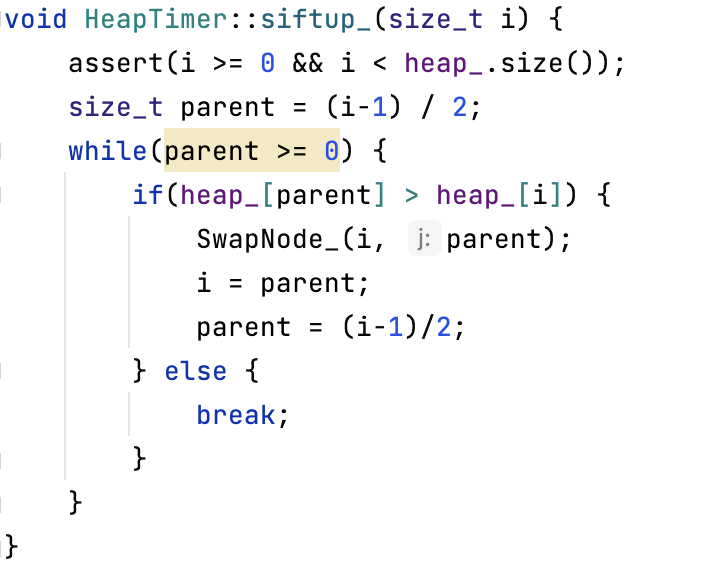 void HeapTimer::siftup_(size_t i) {
    assert(i >= 0 && i < heap_.size());
    size_t parent = (i-1) / 2;
    while(parent >= 0) {
        if(heap_[parent] > heap_[i]) {
            SwapNode_(i, j: parent);
            i = parent;
            parent = (i-1)/2;
        } else {
            break;
        }
    }
}